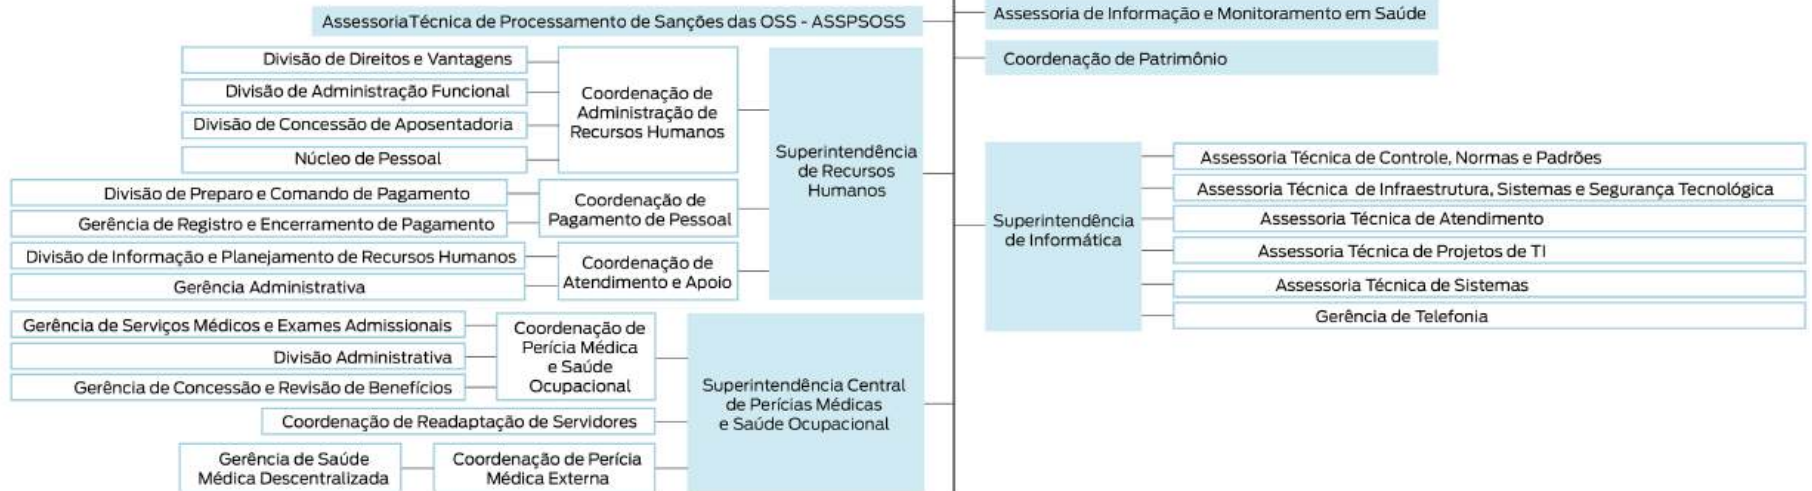 AssessoriaTécnica de Processamento de Sanções das OSS - ASSPSOSS
Divisão de Direitos e Vantagens
Divisão de Administração Funcional
Divisão de Concessão de Aposentadoria
Núcleo de Pessoal
Coordenação de
Administração de
Recursos Humanos
Divisão de Preparo e Comando de Pagamento
Gerência de Registro e Encerramento de Pagamento
Coordenação de
Pagamento de Pessoal
Divisão de Informação e Planejamento de Recursos Humanos
Gerência Administrativa
Coordenação de
Atendimento e Apoio
Superintendência
de Recursos
Humanos
Gerência de Serviços Médicos e Exames Admissionais
Divisão Administrativa
Gerência de Concessão e Revisão de Benefícios
Coordenação de
Perícia Médica
e Saúde
Ocupacional
Coordenação de Readaptação de Servidores
Gerência de Saúde
Médica Descentralizada
Coordenação de Perícia
Médica Externa
Superintendência Central
de Perícias Médicas
e Saúde Ocupacional
Assessoria de Informação e Monitoramento em Saúde
Coordenação de Patrimônio
Superintendência
de Informática
Assessoria Técnica de Controle, Normas e Padrões
Assessoria Técnica de Infraestrutura, Sistemas e Segurança Tecnológica
Assessoria Técnica de Atendimento
Assessoria Técnica de Projetos de TI
Assessoria Técnica de Sistemas
Gerência de Telefonia